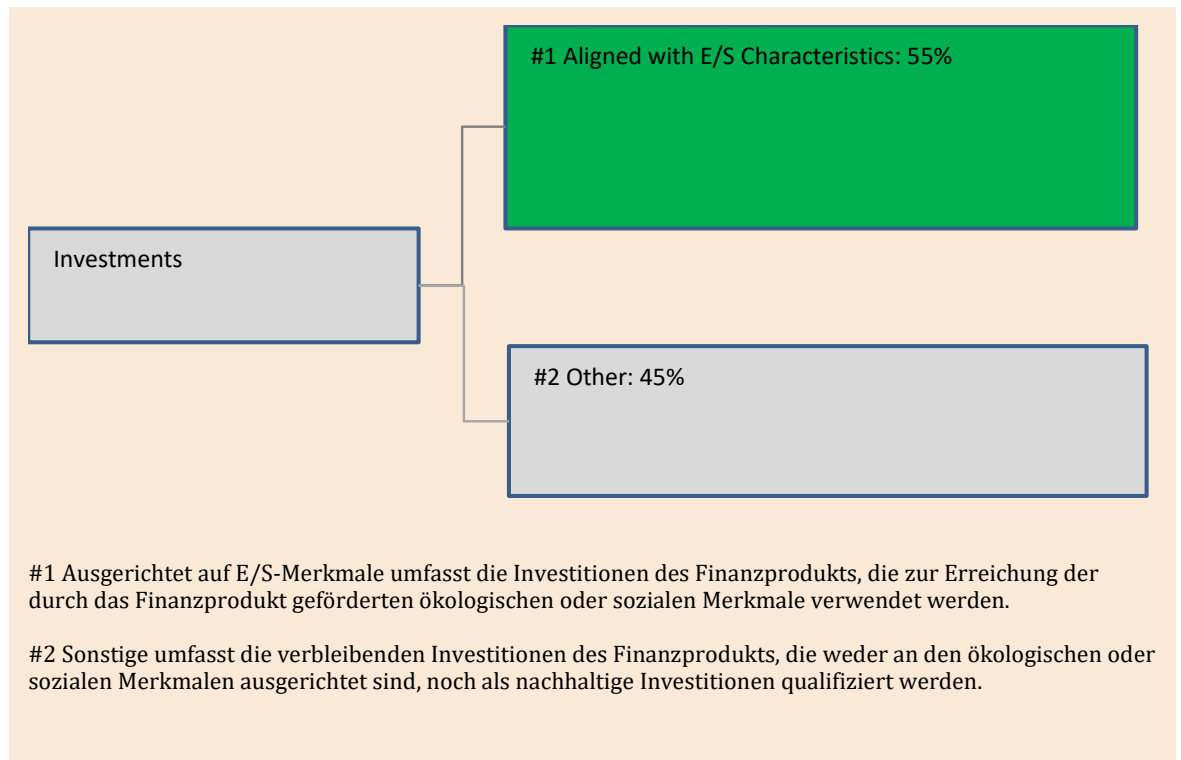 #1 Aligned with E/S Characteristics: 55%
Investments
#2 Other: 45%
#1 Ausgerichtet auf E/S-Merkmale umfasst die Investitionen des Finanzprodukts, die zur Erreichung der
durch das Finanzprodukt geförderten ökologischen oder sozialen Merkmale verwendet werden.
#2 Sonstige umfasst die verbleibenden Investitionen des Finanzprodukts, die weder an den ökologischen oder
sozialen Merkmalen ausgerichtet sind, noch als nachhaltige Investitionen qualifiziert werden.